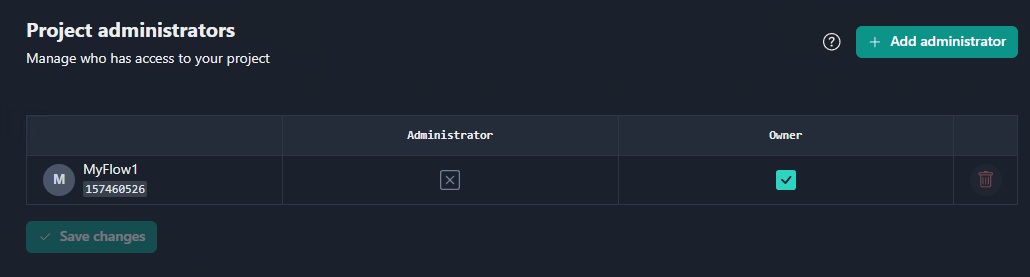 Project administrators
Manage who has access to your project
Add administrator
Administrator
Owner
M
MyFlow1
157460526
Save changes